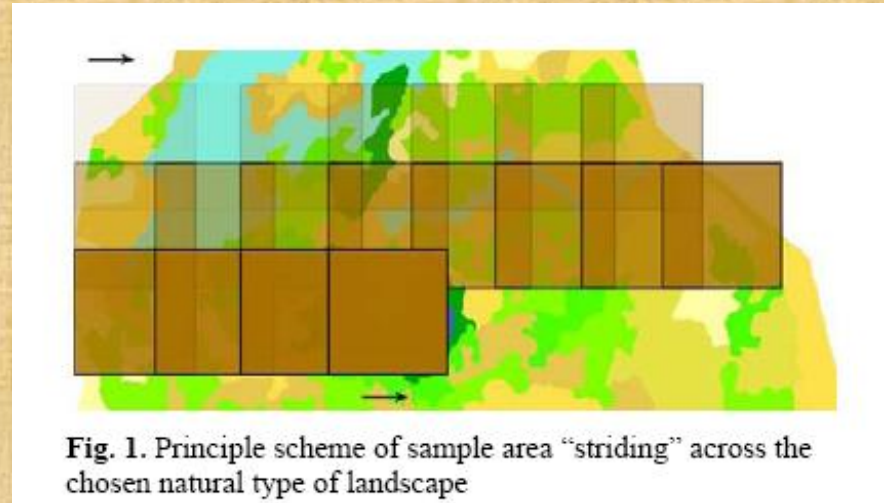 Fig. 1. Principle scheme of sample area “striding” across the
chosen natural type of landscape